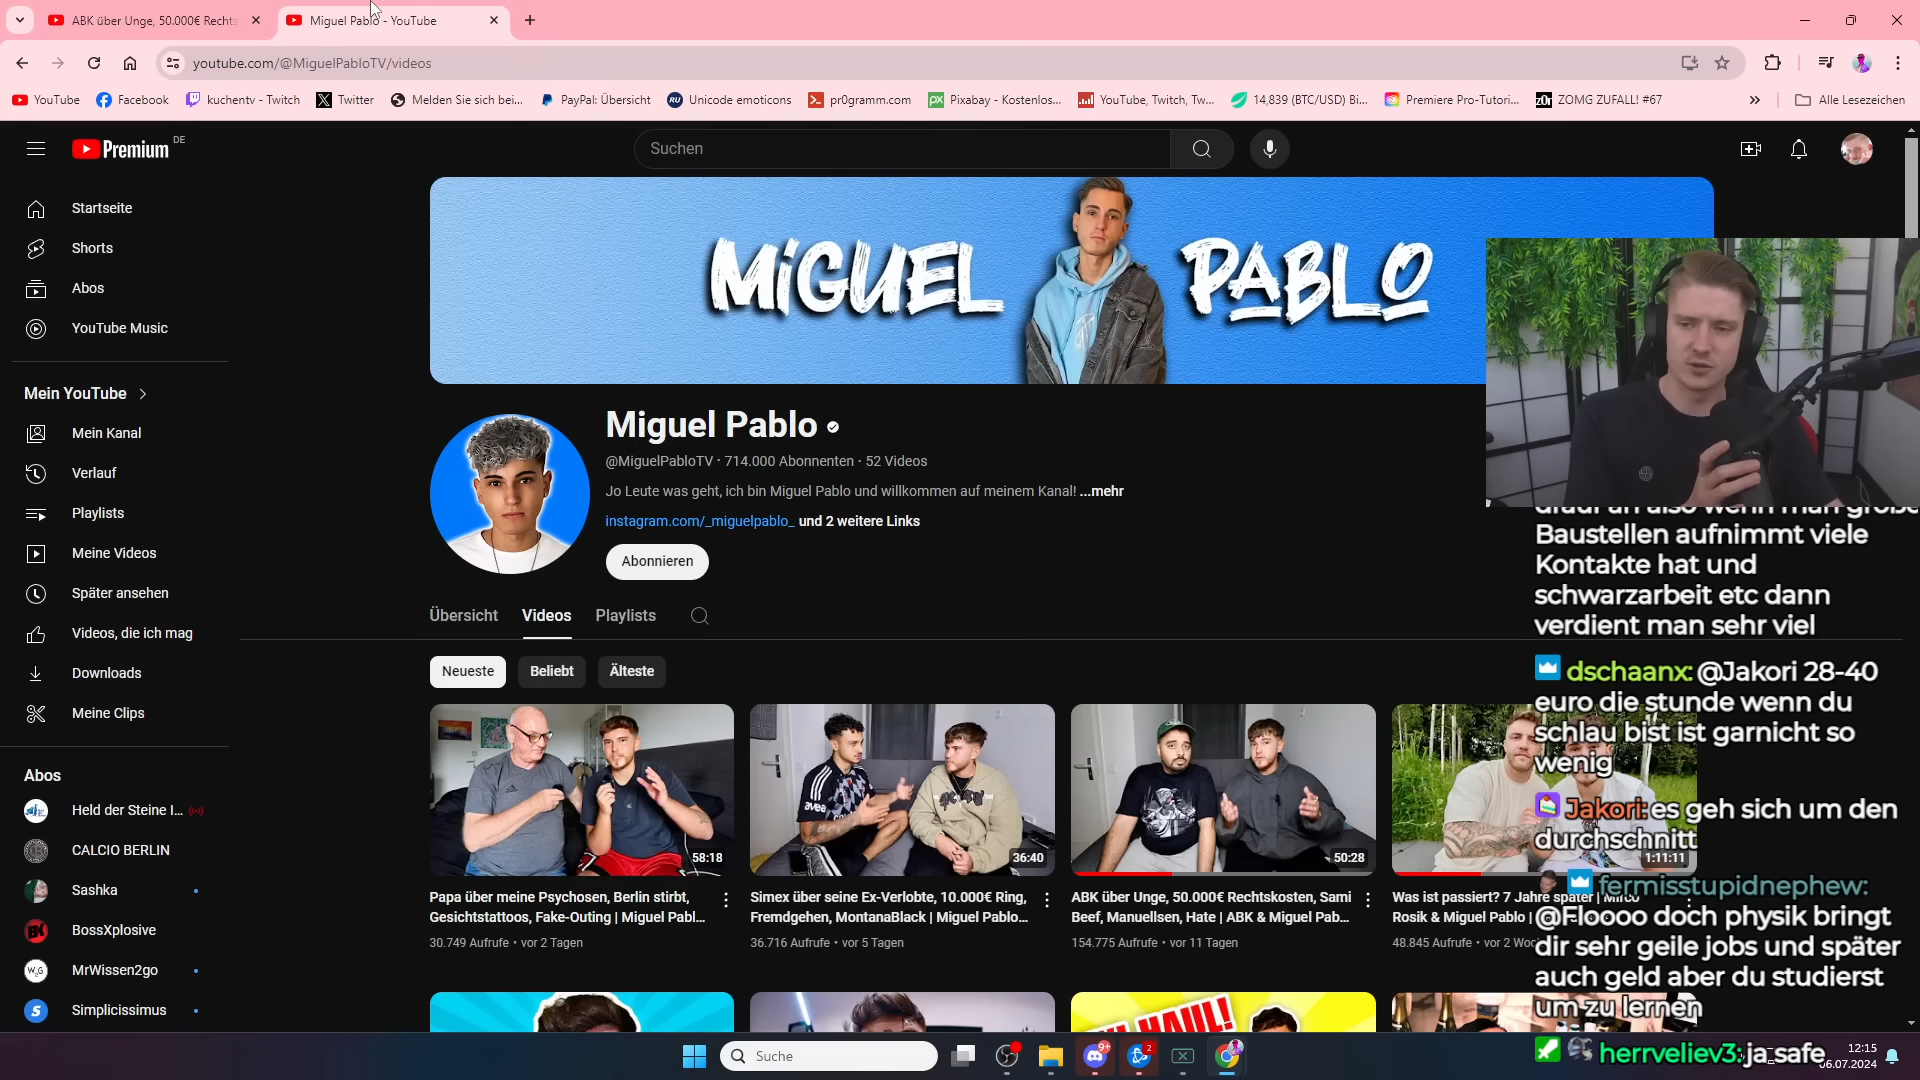 ABK über Unge, 50.000€ Rechts
Miguel Pablo - YouTube
youtube.com/@MiguelPabloTV/videos
YouTube
Facebook
kuchentv - Twitch
Twitter
Melden Sie sich bei...
PayPal: Übersicht
Unicode emoticons
pr0gramm.com
Pixabay - Kostenlos...
YouTube, Twitch, Tw...
14,839 (BTC/USD) Bi...
Premiere Pro-Tutori...
ZOMG ZUFALL! #67
Alle Lesezeichen
Premium DE
Suchen
Startseite
Shorts
Abos
YouTube Music
Mein YouTube
Mein Kanal
Verlauf
Playlists
Meine Videos
Später ansehen
Videos, die ich mag
Downloads
Meine Clips
Abos
Held der Steine I...
CALCIO BERLIN
Sashka
BossXplosive
MrWissen2go
Simplicissimus
MiGUEL PABLO
Miguel Pablo
@MiguelPabloTV · 714.000 Abonnenten · 52 Videos
Jo Leute was geht, ich bin Miguel Pablo und willkommen auf meinem Kanal! ...mehr
instagram.com/_miguelpablo_ und 2 weitere Links
Abonnieren
Übersicht Videos Playlists
Neueste Beliebt Älteste
58:18
Papa über meine Psychosen, Berlin stirbt,
Gesichtstattoos, Fake-Outing | Miguel Pabl...
30.749 Aufrufe • vor 2 Tagen
36:40
Simex über seine Ex-Verlobte, 10.000€ Ring,
Fremdgehen, MontanaBlack | Miguel Pablo...
36.716 Aufrufe • vor 5 Tagen
50:28
ABK über Unge, 50.000€ Rechtskosten, Sami
Beef, Manuellsen, Hate | ABK & Miguel Pab...
154.775 Aufrufe • vor 11 Tagen
1:11:11
Was ist passiert? 7 Jahre später | Mirco
Rosik & Miguel Pablo |
48.845 Aufrufe • vor 2 Woc
HAUL!
drauf an also wenn man große
Baustellen aufnimmt viele
Kontakte hat und
schwarzarbeit etc dann
verdient man sehr viel
dschaanx: @Jakori 28-40
euro die stunde wenn du
schlau bist ist garnicht so
wenig
Jakori: es geh sich um den
durchschnitt
fermisstupidnephew:
@Floooo doch physik bringt
dir sehr geile jobs und später
auch geld aber du studierst
um zu lernen
herrveliev3: ja safe
Suche
9+
2
12:15
06.07.2024